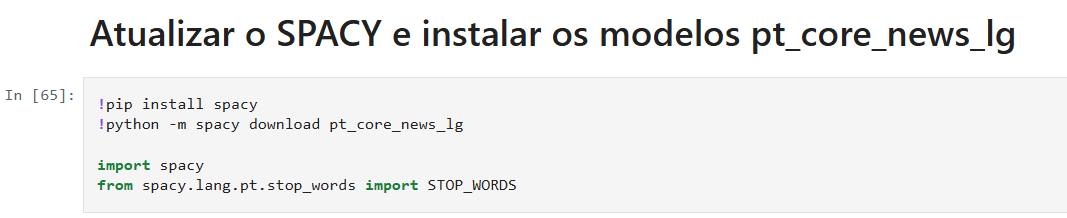 Atualizar o SPACY e instalar os modelos pt_core_news_lg
In [65]:
!pip install spacy
!python -m spacy download pt_core_news_lg
import spacy
from spacy.lang.pt.stop_words import STOP_WORDS